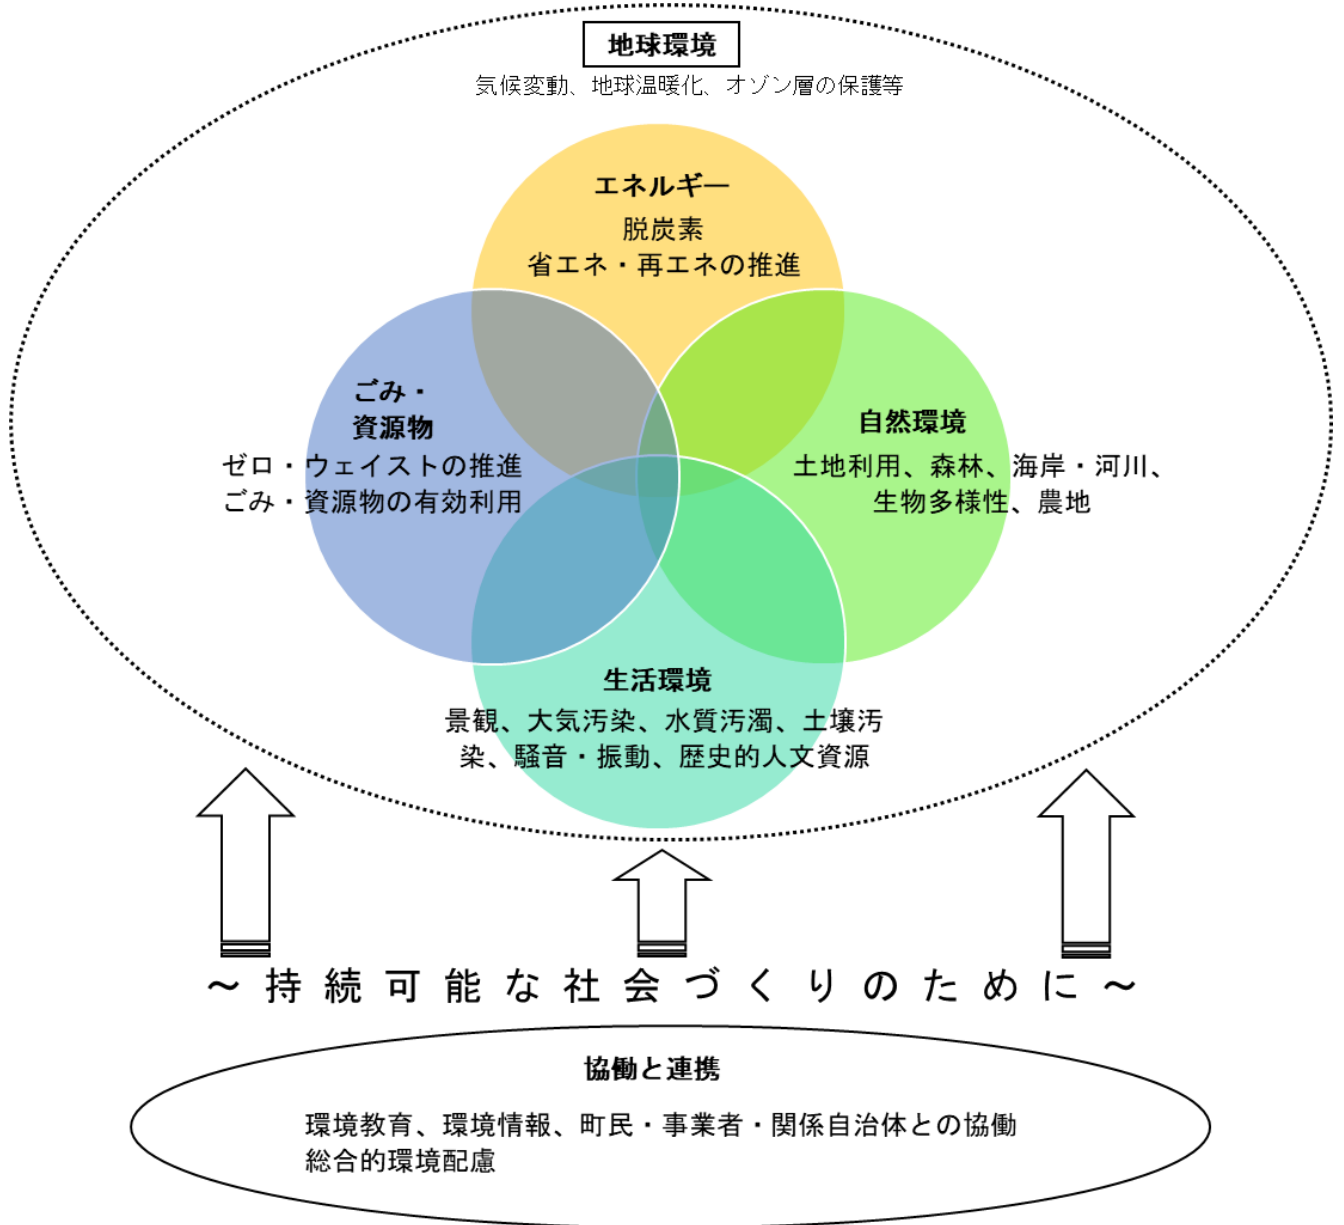 地球環境
気候変動、地球温暖化、オゾン層の保護等
エネルギー
脱炭素
省エネ・再エネの推進
ごみ・
資源物
ゼロ・ウェイストの推進
ごみ・資源物の有効利用
自然環境
土地利用、森林、海岸・河川、
生物多様性、農地
生活環境
景観、大気汚染、水質汚濁、土壌汚
染、騒音・振動、歴史的人文資源
～持続可能な社会づくりのために～
協働と連携
環境教育、環境情報、町民・事業者・関係自治体との協働
総合的環境配慮